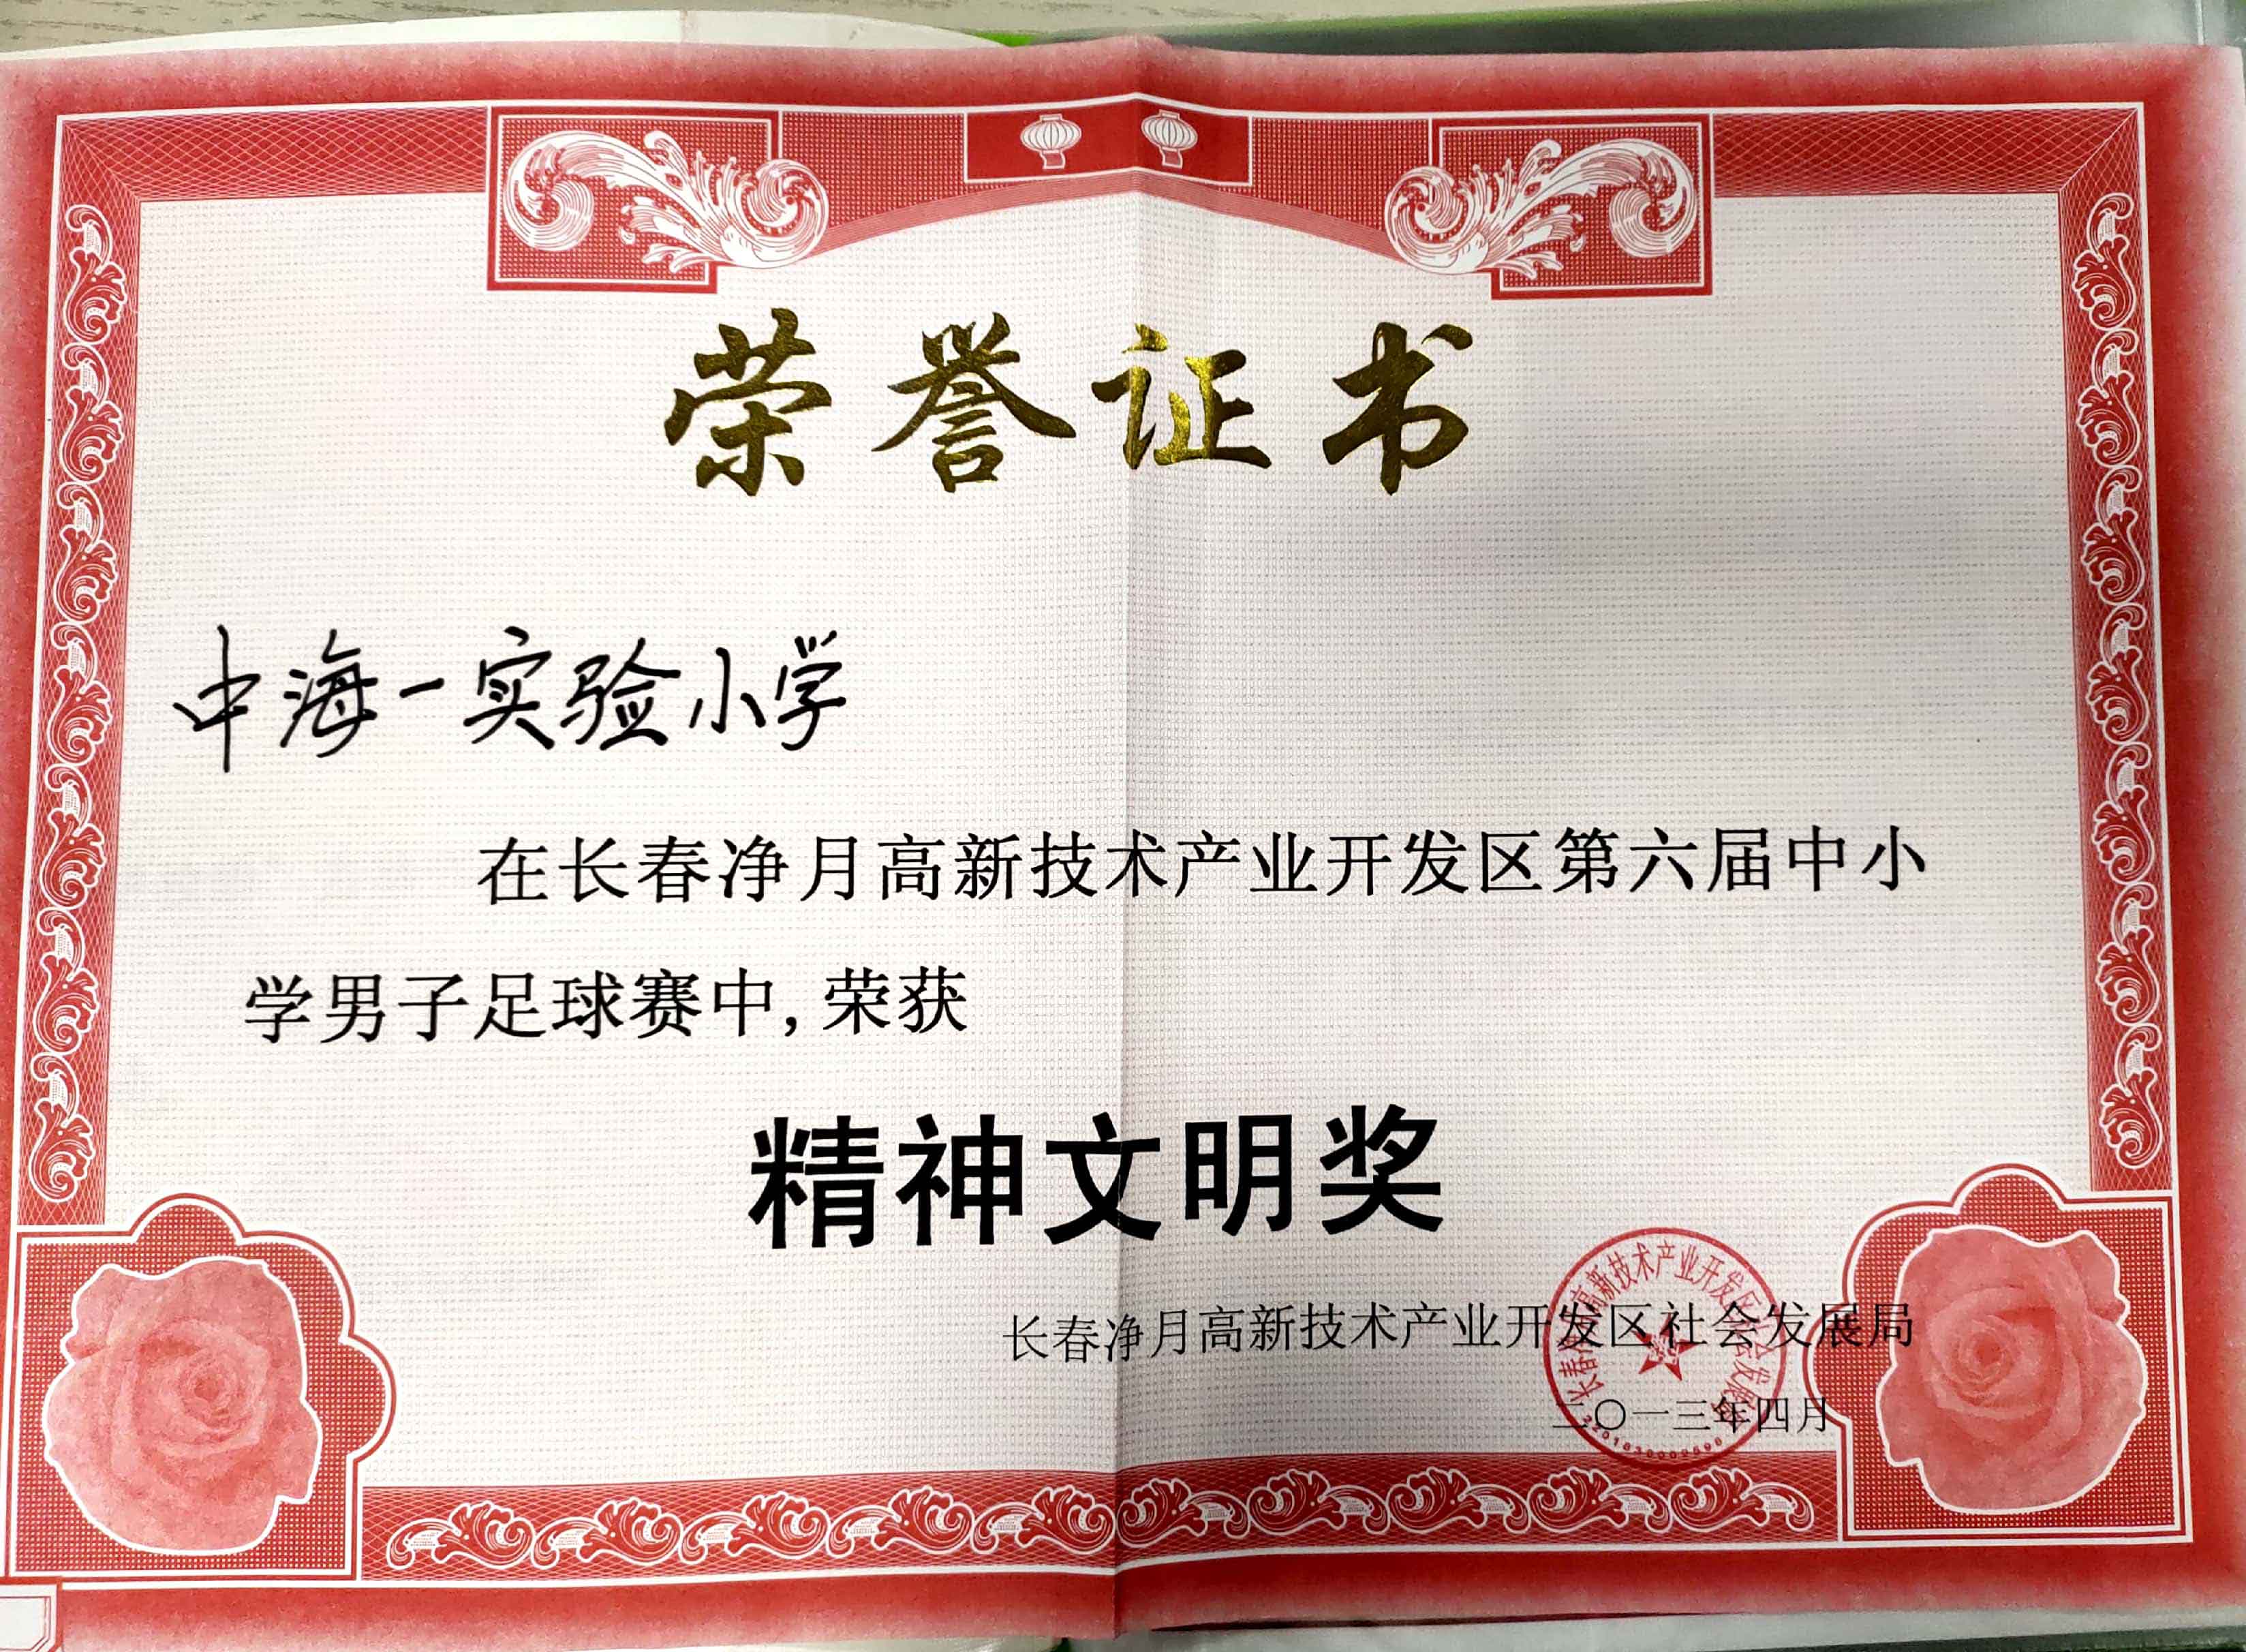 荣誉证书
中海一实验小学
在长春净月高新技术产业开发区第六届中小
学男子足球赛中,荣获
精神文明奖
长春净月高新技术产业开发区社会发展局
二〇一三年四月